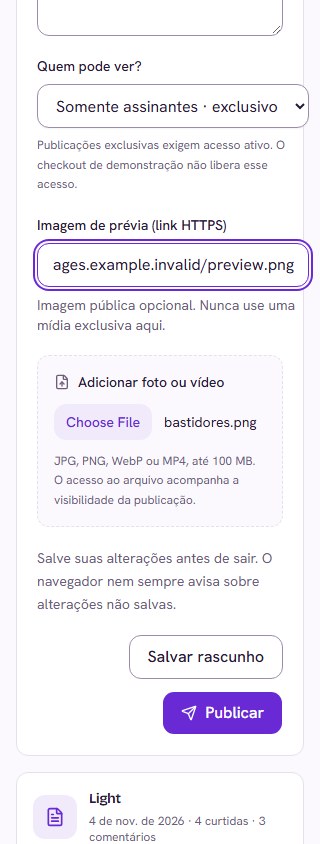 Quem pode ver?
Somente assinantes · exclusivo
Publicações exclusivas exigem acesso ativo. O
checkout de demonstração não libera esse
acesso.
Imagem de prévia (link HTTPS)
ages.example.invalid/preview.png
Imagem pública opcional. Nunca use uma
mídia exclusiva aqui.
Adicionar foto ou vídeo
Choose File bastidores.png
JPG, PNG, WebP ou MP4, até 100 MB.
O acesso ao arquivo acompanha a
visibilidade da publicação.
Salve suas alterações antes de sair. O
navegador nem sempre avisa sobre
alterações não salvas.
Salvar rascunho
Publicar
Light
4 de nov. de 2026 · 4 curtidas · 3
comentários